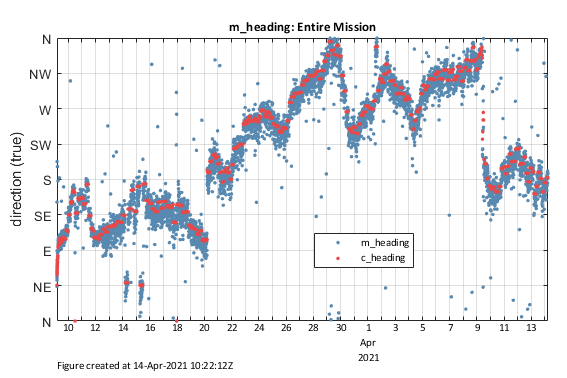 m_heading: Entire Mission
direction (true)
N
NW
W
SW
S
SE
E
NE
N
m_heading
c_heading
10 12 14 16 18 20 22 24 26 28 30 1 3 5 7 9 11 13
Apr
2021
Figure created at 14-Apr-2021 10:22:12Z